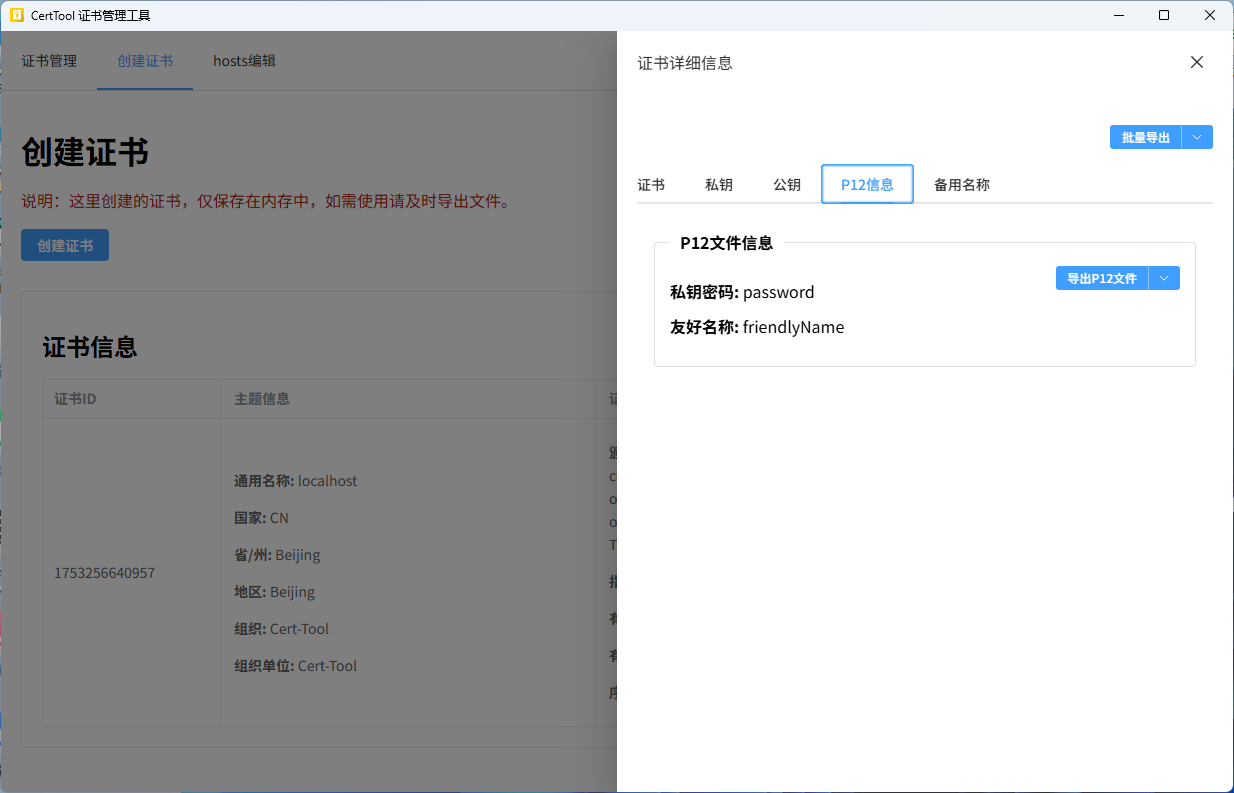 CertTool 证书管理工具
证书管理
创建证书
hosts编辑
创建证书
说明：这里创建的证书，仅保存在内存中，如需使用请及时导出文件。
创建证书
证书信息
证书ID
主题信息
1753256640957
通用名称: localhost
国家: CN
省/州: Beijing
地区: Beijing
组织: Cert-Tool
组织单位: Cert-Tool
证书详细信息
批量导出
证书
私钥
公钥
P12信息
备用名称
P12文件信息
导出P12文件
私钥密码: password
友好名称: friendlyName